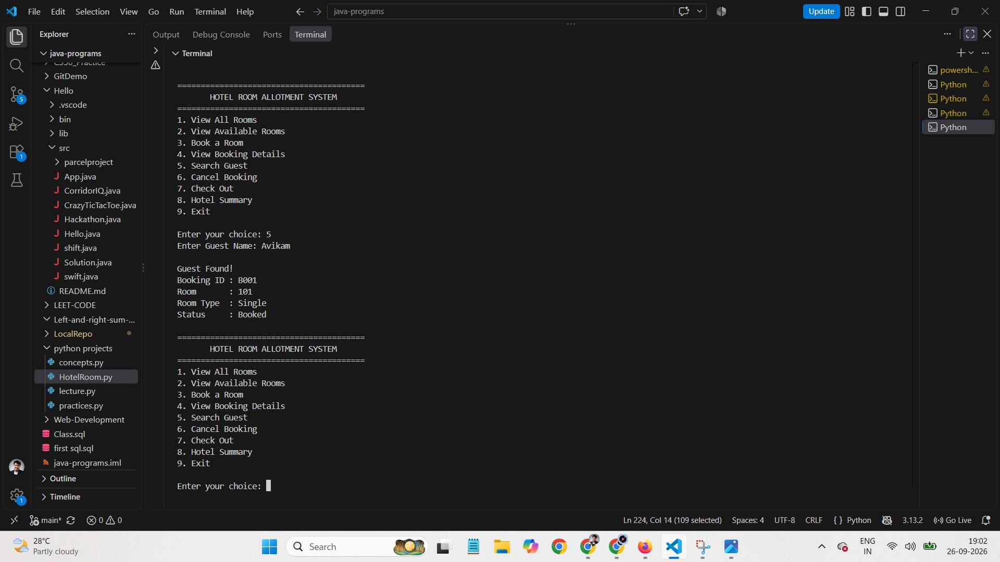 File Edit Selection View Go Run Terminal Help
java-programs
Update
Explorer
java-programs
CS50_Practice
GitDemo
Hello
.vscode
bin
lib
src
parcelproject
App.java
CorridorIQ.java
CrazyTicTacToe.java
Hackathon.java
Hello.java
shift.java
Solution.java
swift.java
README.md
LEET-CODE
Left-and-right-sum-...
LocalRepo
python projects
concepts.py
HotelRoom.py
lecture.py
practices.py
Web-Development
Class.sql
first sql.sql
java-programs.iml
Outline
Timeline
5
1
1
Output Debug Console Ports Terminal
Terminal
========================================
HOTEL ROOM ALLOTMENT SYSTEM
========================================
1. View All Rooms
2. View Available Rooms
3. Book a Room
4. View Booking Details
5. Search Guest
6. Cancel Booking
7. Check Out
8. Hotel Summary
9. Exit
Enter your choice: 5
Enter Guest Name: Avikam
Guest Found!
Booking ID : B001
Room : 101
Room Type : Single
Status : Booked
========================================
HOTEL ROOM ALLOTMENT SYSTEM
========================================
1. View All Rooms
2. View Available Rooms
3. Book a Room
4. View Booking Details
5. Search Guest
6. Cancel Booking
7. Check Out
8. Hotel Summary
9. Exit
Enter your choice:
powersh...
Python
Python
Python
Python
main* 0 0 Ln 224, Col 14 (109 selected) Spaces: 4 UTF-8 CRLF { } Python 3.13.2 Go Live
28°C
Partly cloudy
Search
ENG
IN
19:02
26-09-2026